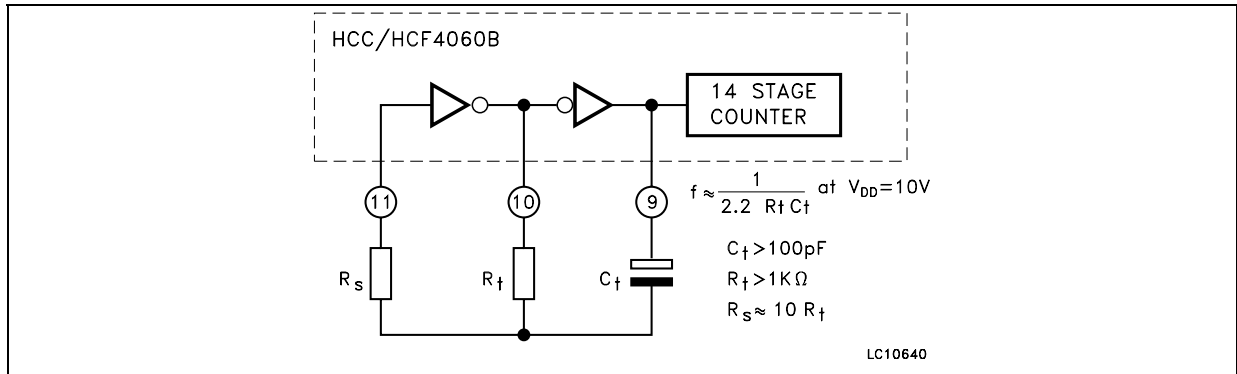 HCC/HCF4060B
14 STAGE
COUNTER
11
10
9
f ≈ 1 / 2.2 Rt Ct at VDD=10V
Rs
Rt
Ct
Ct>100pF
Rt>1KΩ
Rs≈ 10 Rt
LC10640